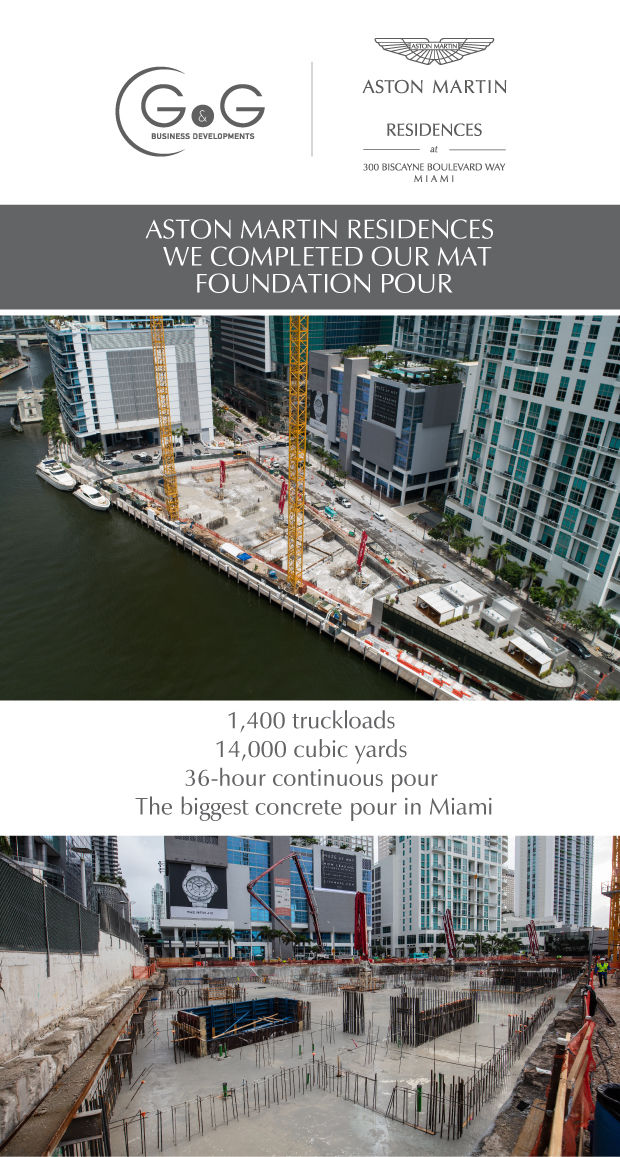 G&G
BUSINESS DEVELOPMENTS
ASTON MARTIN
ASTON MARTIN
RESIDENCES
at
300 BISCAYNE BOULEVARD WAY
MIAMI
ASTON MARTIN RESIDENCES
WE COMPLETED OUR MAT
FOUNDATION POUR
1,400 truckloads
14,000 cubic yards
36-hour continuous pour
The biggest concrete pour in Miami